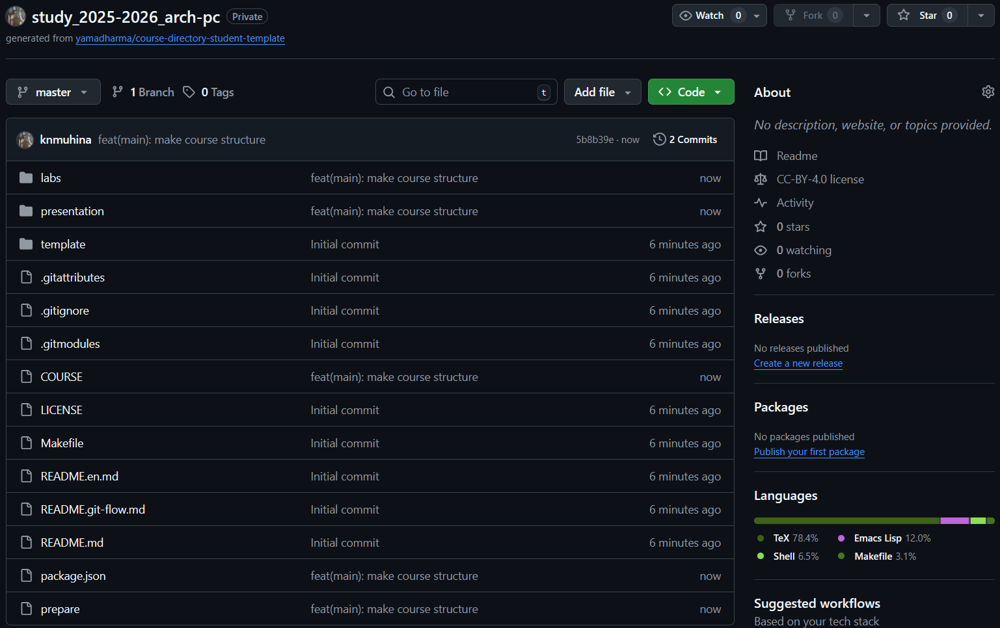 study_2025-2026_arch-pc Private
Watch 0 Fork 0 Star 0
generated from yamadharma/course-directory-student-template
master 1 Branch 0 Tags Go to file t Add file Code
knmuhina feat(main): make course structure 5b8b39e · now 2 Commits
labs feat(main): make course structure now
presentation feat(main): make course structure now
template Initial commit 6 minutes ago
.gitattributes Initial commit 6 minutes ago
.gitignore Initial commit 6 minutes ago
.gitmodules Initial commit 6 minutes ago
COURSE feat(main): make course structure now
LICENSE Initial commit 6 minutes ago
Makefile Initial commit 6 minutes ago
README.en.md Initial commit 6 minutes ago
README.git-flow.md Initial commit 6 minutes ago
README.md Initial commit 6 minutes ago
package.json feat(main): make course structure now
prepare feat(main): make course structure now
About
No description, website, or topics provided.
Readme
CC-BY-4.0 license
Activity
0 stars
0 watching
0 forks
Releases
No releases published
Create a new release
Packages
No packages published
Publish your first package
Languages
TeX 78.4% Emacs Lisp 12.0%
Shell 6.5% Makefile 3.1%
Suggested workflows
Based on your tech stack